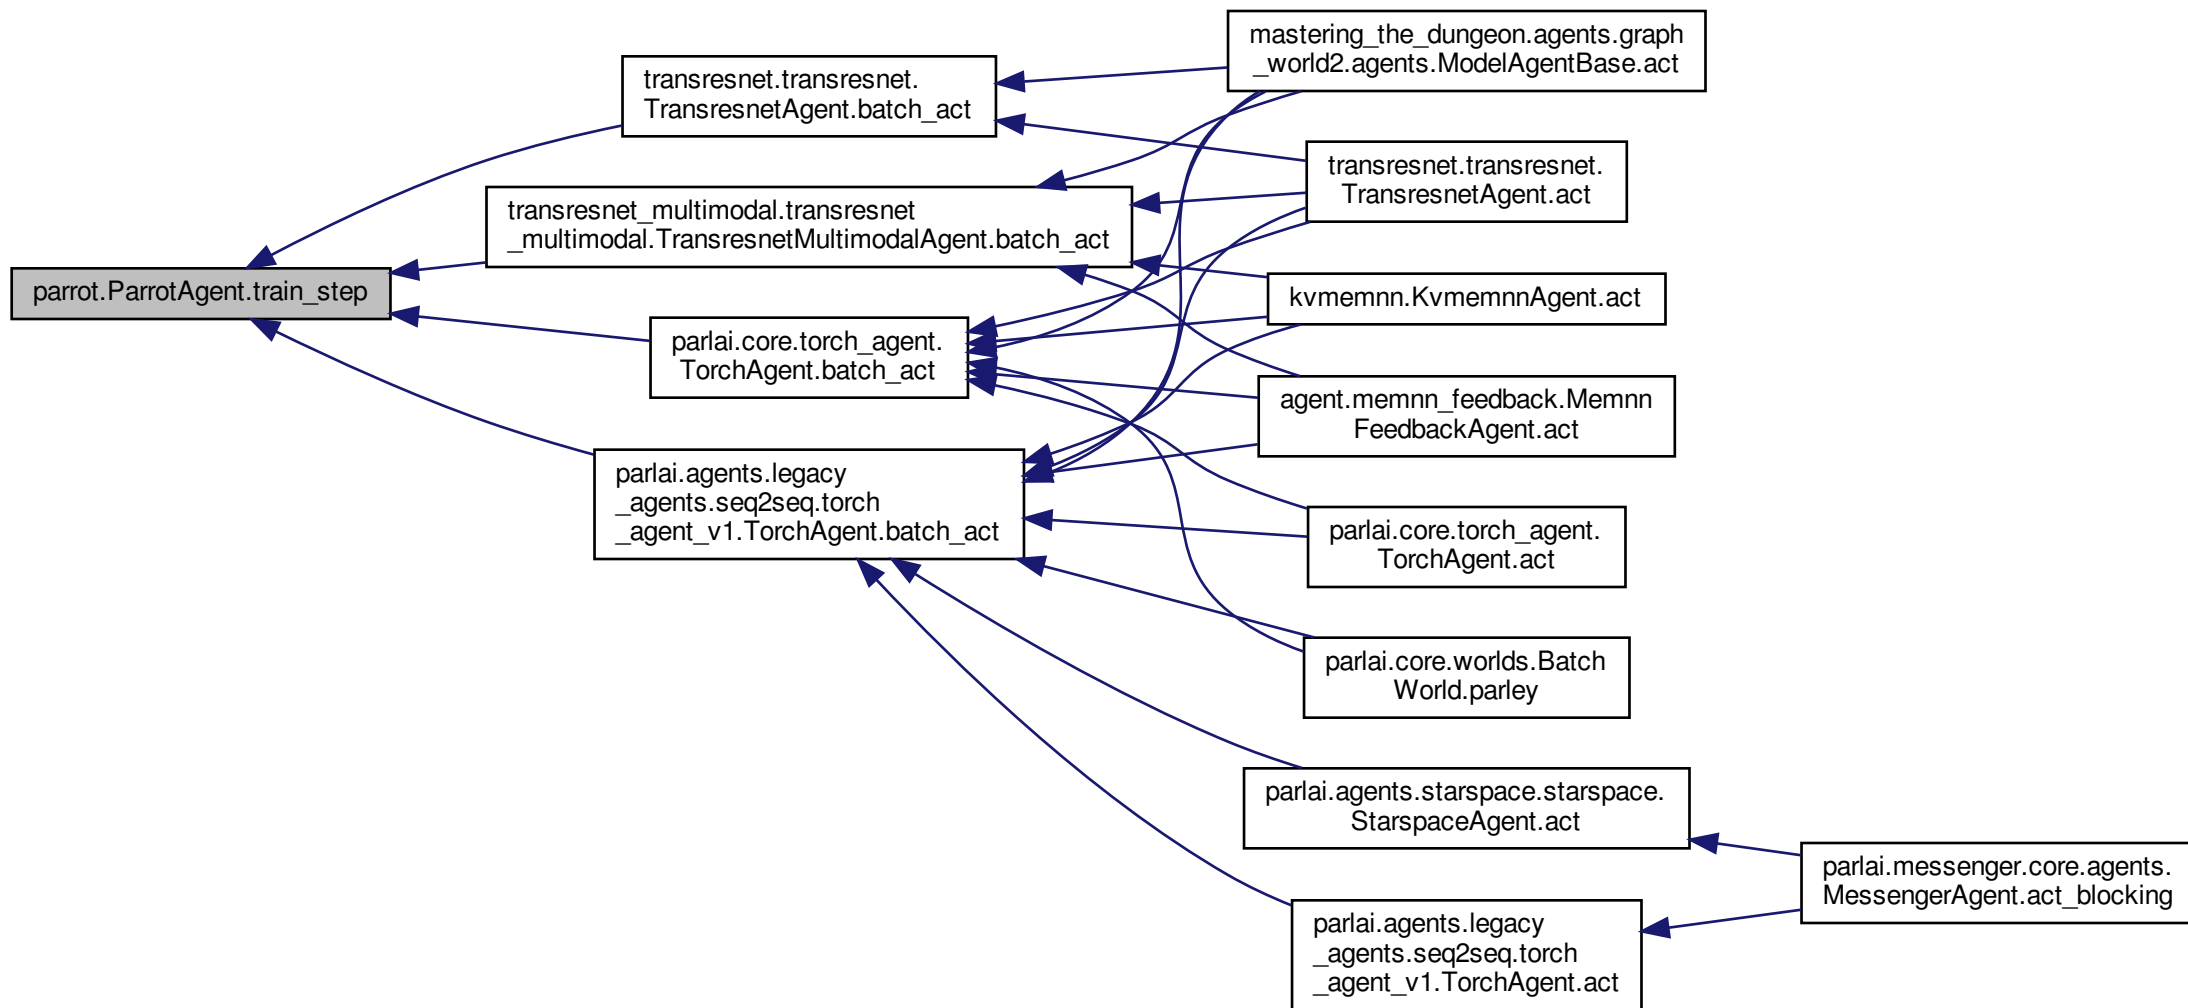 parrot.ParrotAgent.train_step
transresnet.transresnet.
TransresnetAgent.batch_act
transresnet_multimodal.transresnet
_multimodal.TransresnetMultimodalAgent.batch_act
parlai.core.torch_agent.
TorchAgent.batch_act
parlai.agents.legacy
_agents.seq2seq.torch
_agent_v1.TorchAgent.batch_act
mastering_the_dungeon.agents.graph
_world2.agents.ModelAgentBase.act
transresnet.transresnet.
TransresnetAgent.act
kvmemnn.KvmemnnAgent.act
agent.memnn_feedback.Memnn
FeedbackAgent.act
parlai.core.torch_agent.
TorchAgent.act
parlai.core.worlds.Batch
World.parley
parlai.agents.starspace.starspace.
StarspaceAgent.act
parlai.agents.legacy
_agents.seq2seq.torch
_agent_v1.TorchAgent.act
parlai.messenger.core.agents.
MessengerAgent.act_blocking